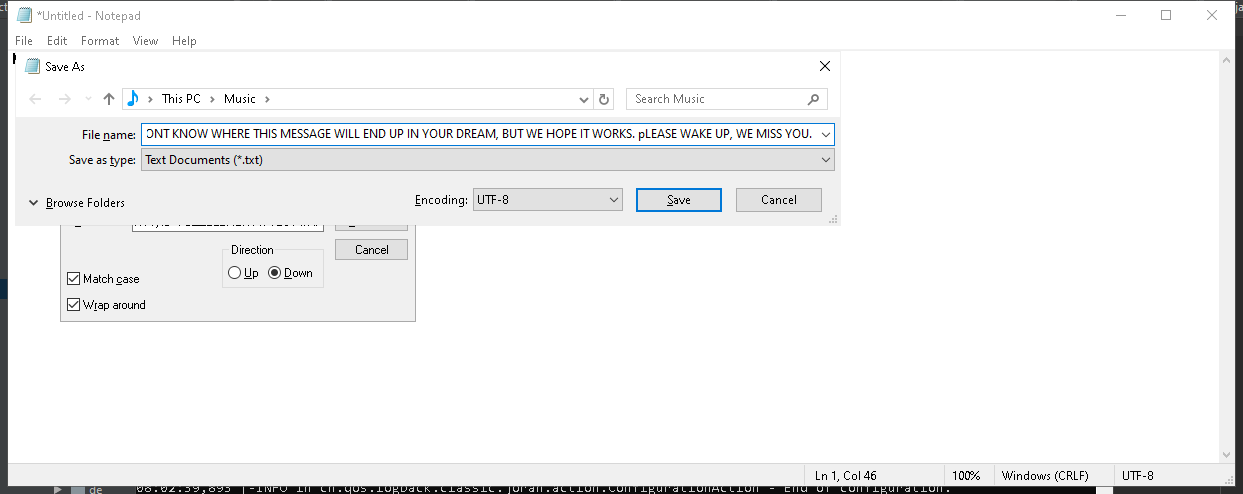 *Untitled - Notepad
File Edit Format View Help
Save As
This PC Music
Search Music
File name: ONT KNOW WHERE THIS MESSAGE WILL END UP IN YOUR DREAM, BUT WE HOPE IT WORKS. pLEASE WAKE UP, WE MISS YOU.
Save as type: Text Documents (*.txt)
Browse Folders
Encoding: UTF-8
Save
Cancel
Cancel
Direction
Up Down
Match case
Wrap around
Ln 1, Col 46 100% Windows (CRLF) UTF-8
de 08:02:39,893 |-INFO in ch.qos.logback.classic.joran.action.ConfigurationAction - End of configuration.